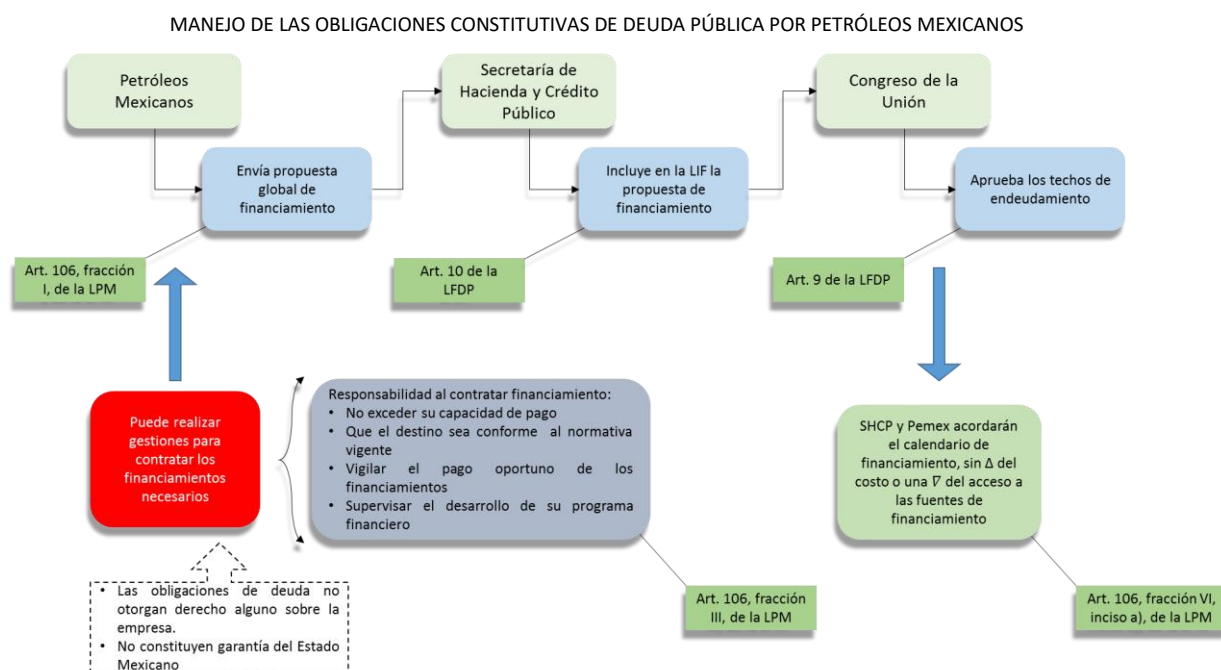 MANEJO DE LAS OBLIGACIONES CONSTITUTIVAS DE DEUDA PÚBLICA POR PETRÓLEOS MEXICANOS
Petróleos
Mexicanos
Secretaría de
Hacienda y Crédito
Público
Congreso de la
Unión
Envía propuesta
global de
financiamiento
Incluye en la LIF la
propuesta de
financiamiento
Aprueba los techos de
endeudamiento
Art. 106, fracción
I, de la LPM
Art. 10 de la
LFDP
Art. 9 de la LFDP
Puede realizar
gestiones para
contratar los
financiamientos
necesarios
Responsabilidad al contratar financiamiento:
• No exceder su capacidad de pago
• Que el destino sea conforme al normativa
vigente
• Vigilar el pago oportuno de los
financiamientos
• Supervisar el desarrollo de su programa
financiero
SHCP y Pemex acordarán
el calendario de
financiamiento, sin Δ del
costo o una ∇ del acceso a
las fuentes de
financiamiento
• Las obligaciones de deuda no
otorgan derecho alguno sobre la
empresa.
• No constituyen garantía del Estado
Mexicano
Art. 106, fracción
III, de la LPM
Art. 106, fracción VI,
inciso a), de la LPM